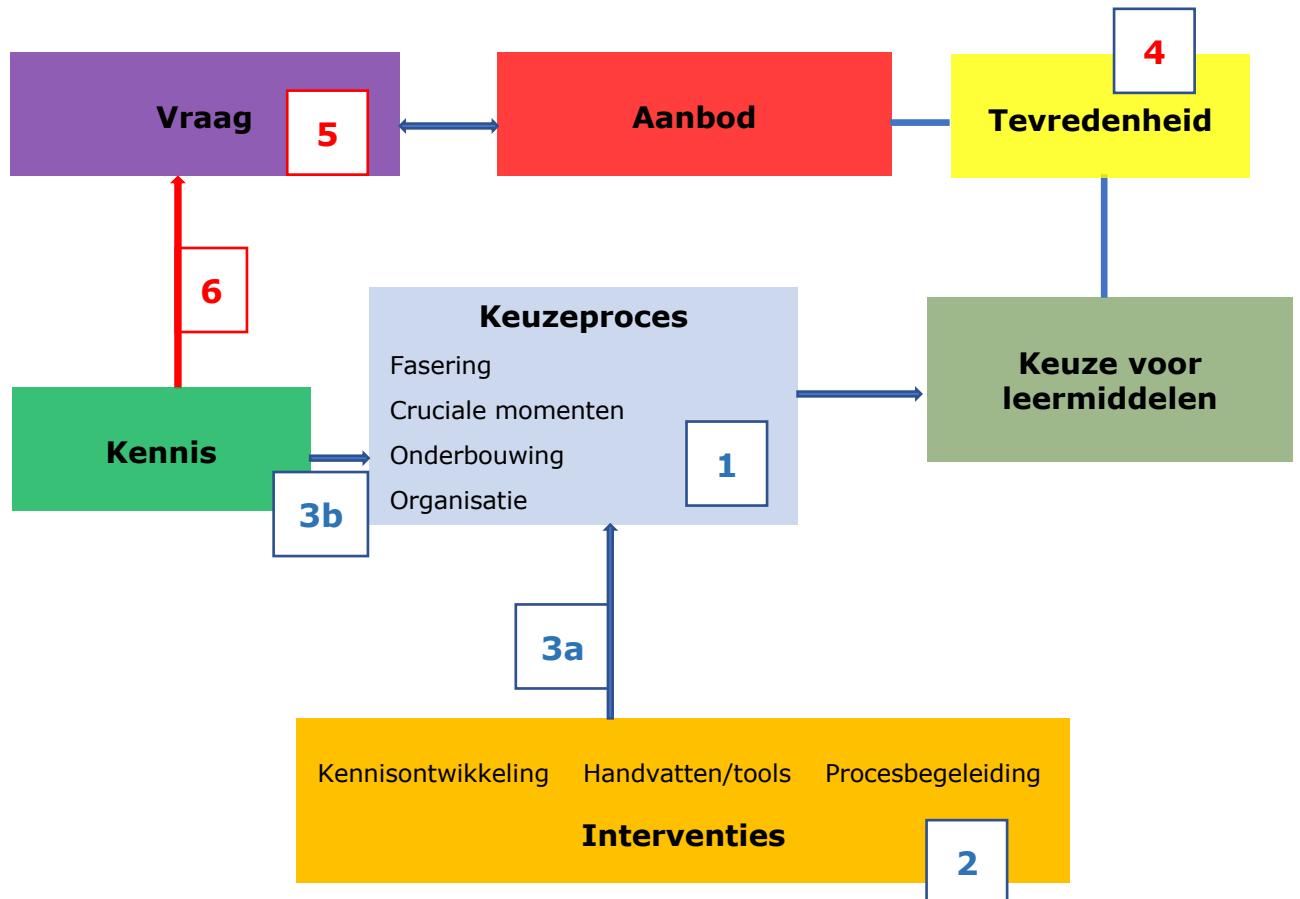 4
Vraag
Aanbod
Tevredenheid
5
6
Keuzeproces
Fasering
Cruciale momenten
Onderbouwing
Organisatie
1
Keuze voor
leermiddelen
Kennis
3b
3a
Kennisontwikkeling
Handvatten/tools
Procesbegeleiding
Interventies
2